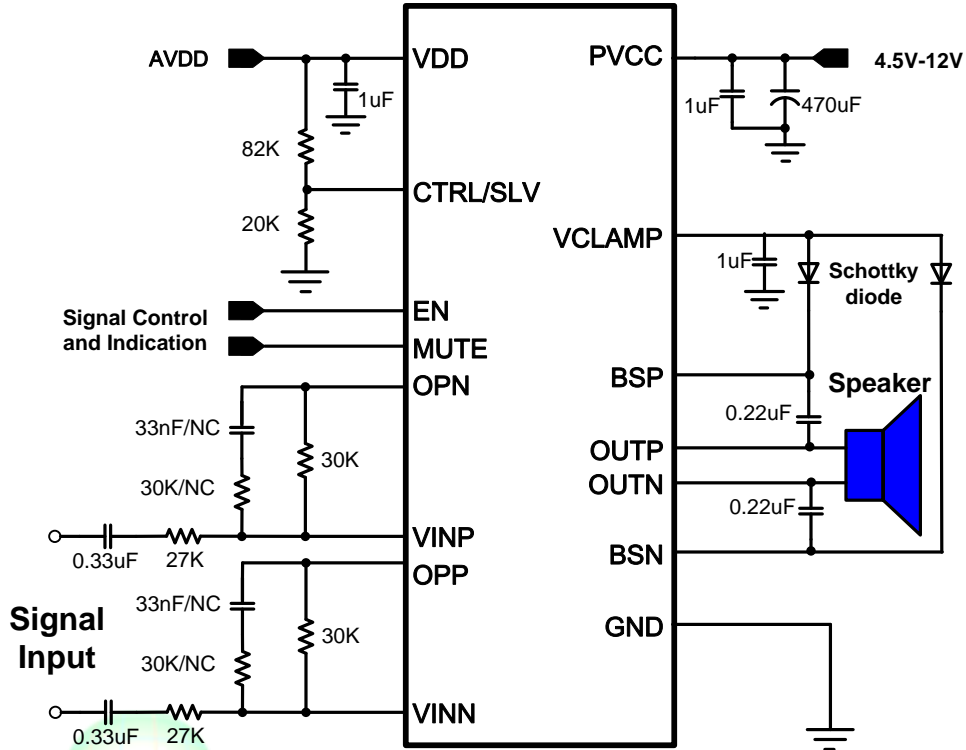 AVDD
VDD
1uF
82K
CTRL/SLV
20K
Signal Control
and Indication
EN
MUTE
OPN
33nF/NC
30K
30K/NC
VINP
0.33uF
27K
OPP
33nF/NC
Signal
Input
30K
30K/NC
VINN
0.33uF
27K
PVCC
4.5V-12V
1uF
470uF
VCLAMP
1uF
Schottky
diode
BSP
Speaker
0.22uF
OUTP
OUTN
0.22uF
BSN
GND